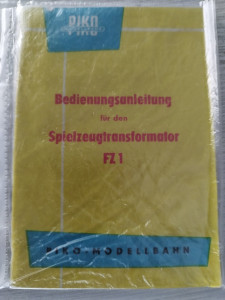 PIKO
Bedienungsanleitung
für den
Spielzeugtransformator
FZ 1
PIKO-MODELLBAHN